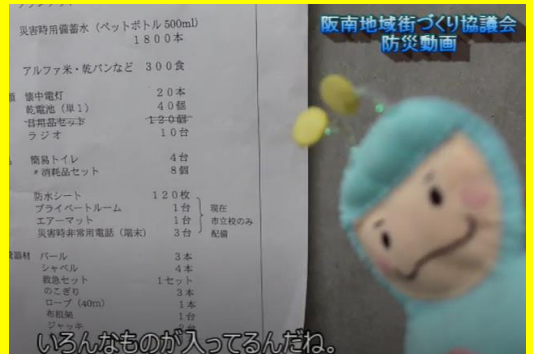 災害時用備蓄水(ペットボトル500ml)
1800本
アルファ米・乾パンなど 300食
懐中電灯 20本
乾電池(単1) 40個
日用品セット 120個
ラジオ 10台
簡易トイレ 4台
〃消耗品セット 8個
防水シート 120枚
プライベートルーム 1台
エアーマット 1台
災害時非常用電話(端末) 3台
現在
市立校のみ
配備
器材 バール 3本
シャベル 4本
救急セット 1セット
のこぎり 3本
ロープ(40m) 1本
布担架 1台
ジャッキ
阪南地域街づくり協議会
防災動画
いろんなものが入ってるんだね。